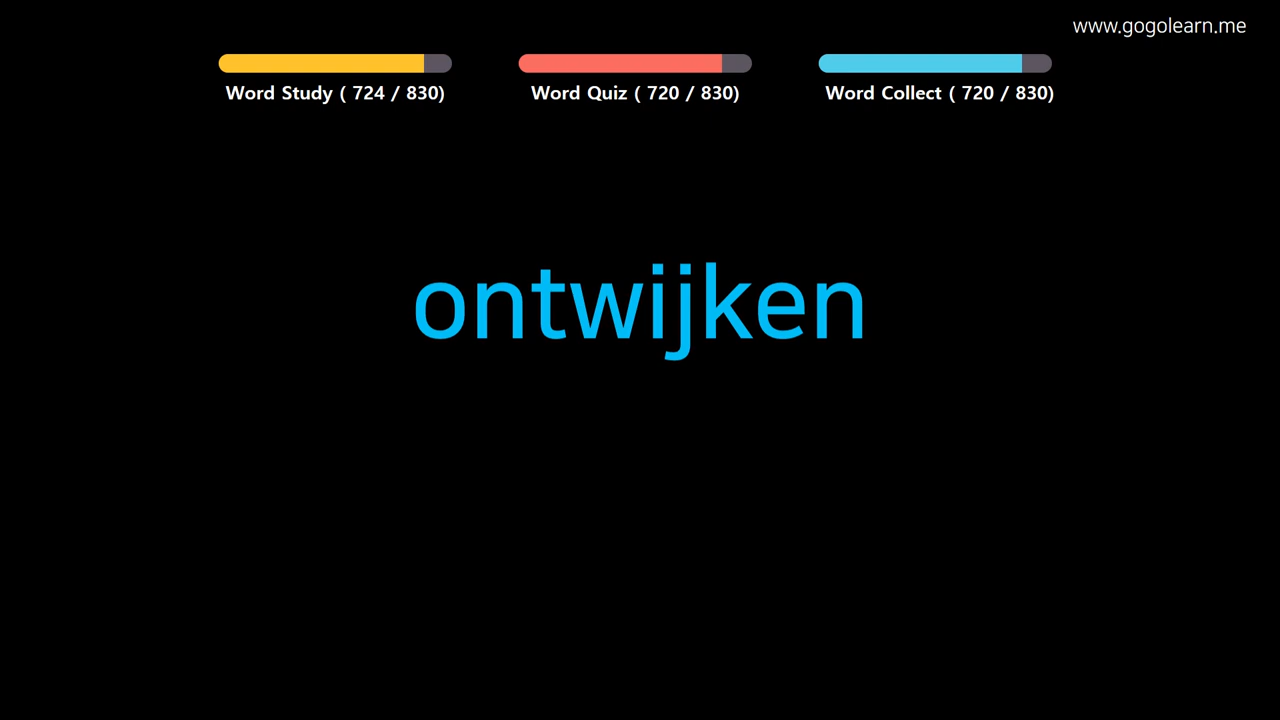 www.gogolearn.me
Word Study ( 724 / 830)
Word Quiz ( 720 / 830)
Word Collect ( 720 / 830)
ontwijken